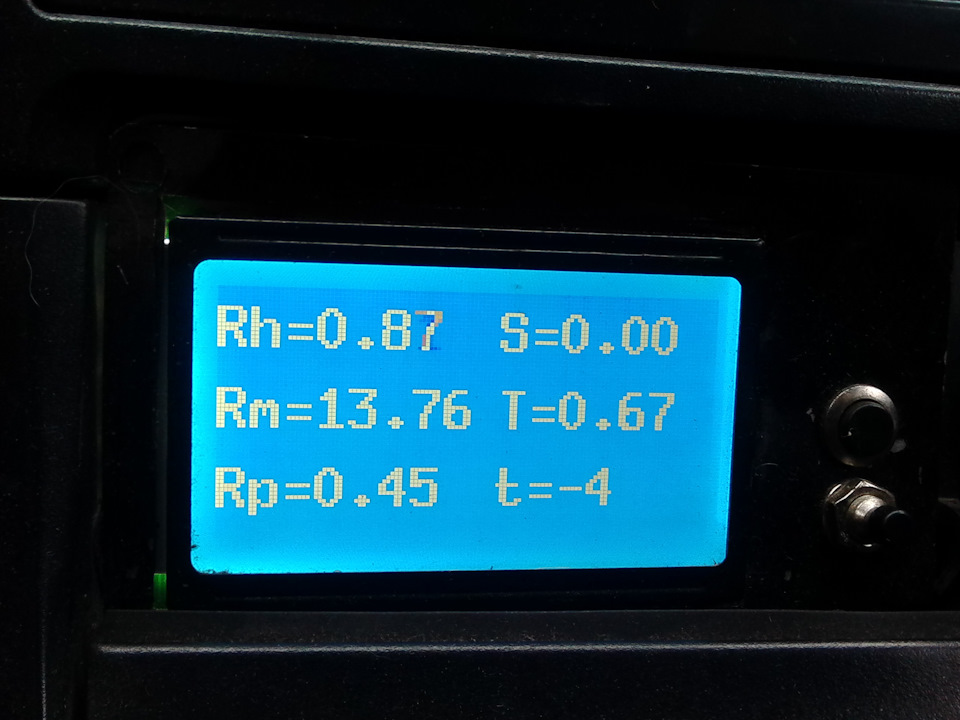 Rh=0.87 S=0.00
Rm=13.76 T=0.67
Rp=0.45 t=-4